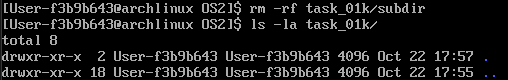 [User-f3b9b643@archlinux OS2]$ rm -rf task_01k/subdir
[User-f3b9b643@archlinux OS2]$ ls -la task_01k/
total 8
drwxr-xr-x  2 User-f3b9b643 User-f3b9b643 4096 Oct 22 17:57 .
drwxr-xr-x 18 User-f3b9b643 User-f3b9b643 4096 Oct 22 17:55 ..